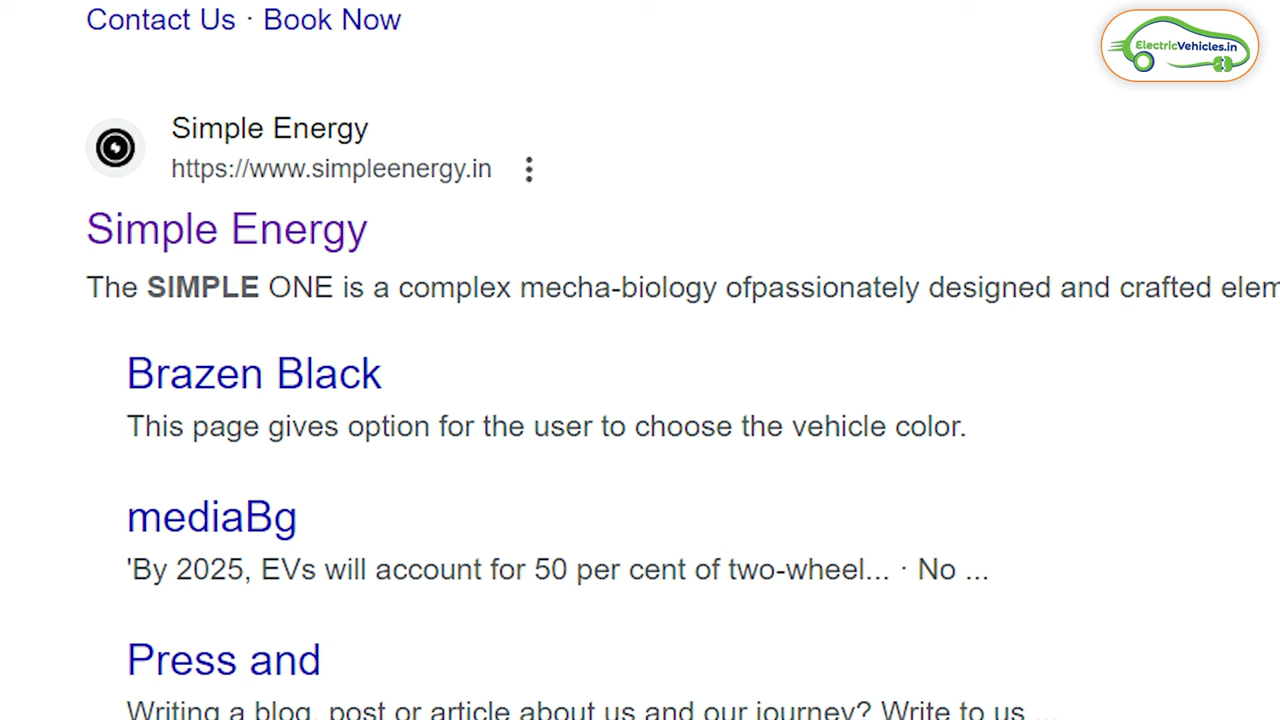 Contact Us · Book Now
ElectricVehicles.in
Simple Energy
https://www.simpleenergy.in
Simple Energy
The SIMPLE ONE is a complex mecha-biology ofpassionately designed and crafted elem
Brazen Black
This page gives option for the user to choose the vehicle color.
mediaBg
'By 2025, EVs will account for 50 per cent of two-wheel... · No ...
Press and
Writing a blog, post or article about us and our journey? Write to us ...